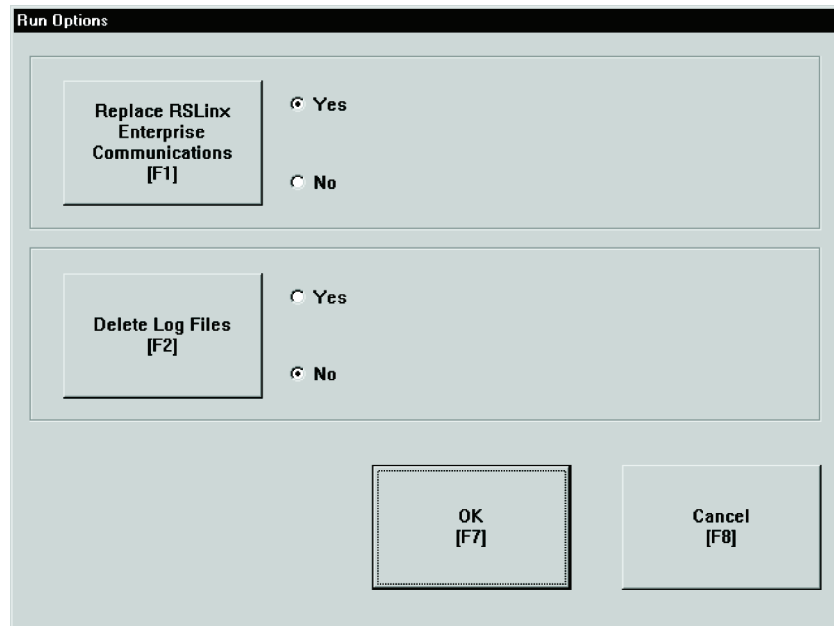 Run Options
Replace RSLinx
Enterprise
Communications
[F1]
Yes
No
Delete Log Files
[F2]
Yes
No
OK
[F7]
Cancel
[F8]